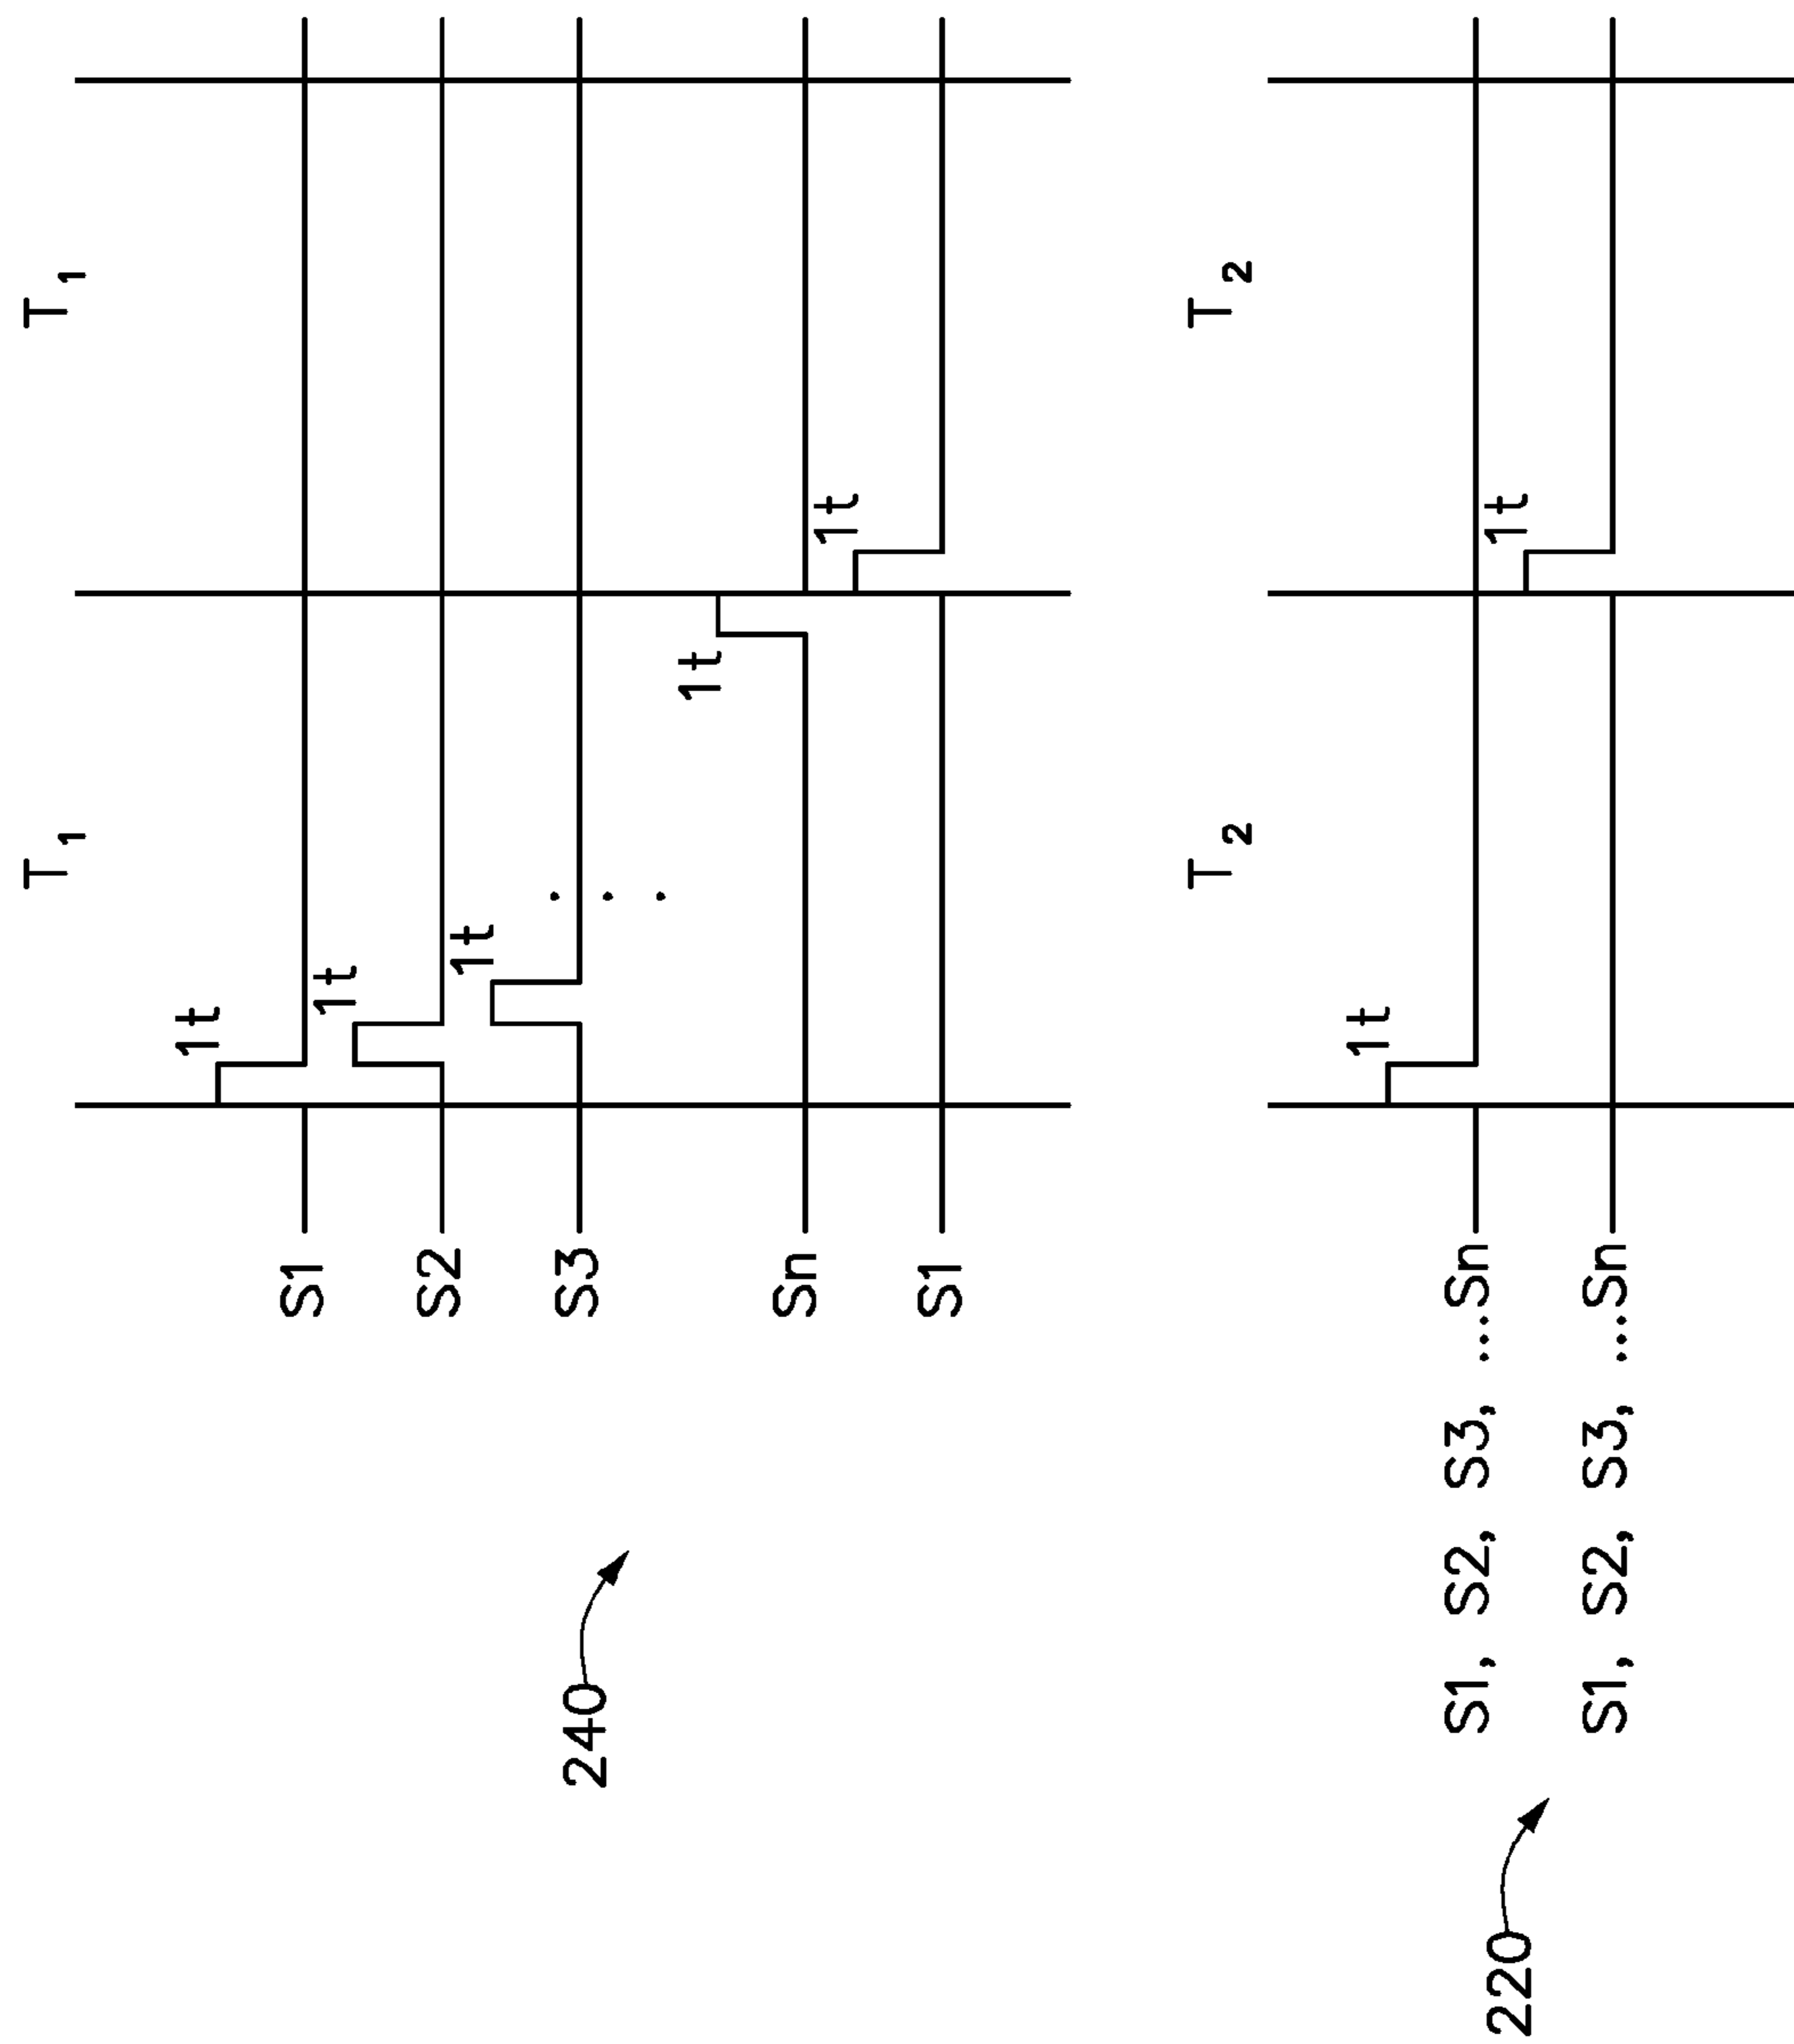 T1 T1
1t
S1
1t
S2
1t
S3
. . .
1t
Sn
1t
S1
240
T2 T2
1t
S1, S2, S3, ...Sn
1t
S1, S2, S3, ...Sn
220